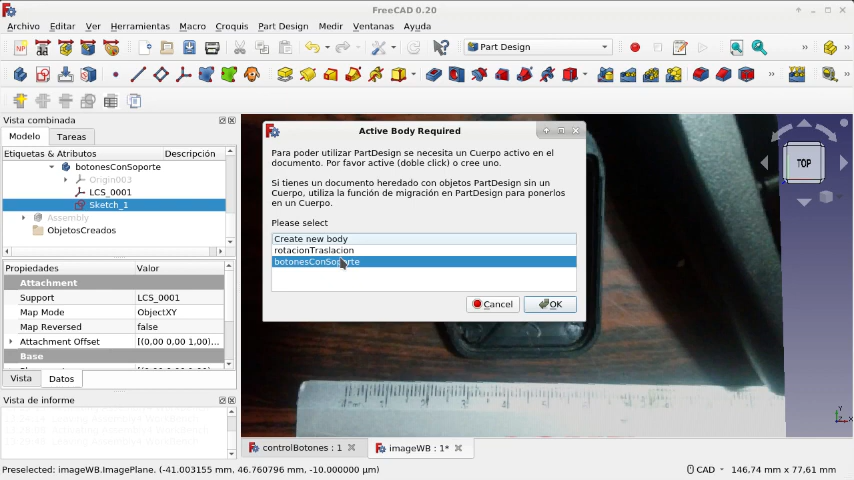 FreeCAD 0.20
Archivo Editar Ver Herramientas Macro Croquis Part Design Medir Ventanas Ayuda
Part Design
Vista combinada
Modelo Tareas
Etiquetas & Atributos Descripción
botonesConSoporte
Origin003
LCS_0001
Sketch_1
Assembly
ObjetosCreados
Propiedades Valor
Attachment
Support LCS_0001
Map Mode ObjectXY
Map Reversed false
Attachment Offset [(0,00 0,00 1,00)...
Base
Vista Datos
Vista de informe
Active Body Required
Para poder utilizar PartDesign se necesita un Cuerpo activo en el
documento. Por favor active (doble click) o cree uno.
Si tienes un documento heredado con objetos PartDesign sin un
Cuerpo, utiliza la función de migración en PartDesign para ponerlos
en un Cuerpo.
Please select
Create new body
rotacionTraslacion
botonesConSoporte
Cancel OK
TOP
controlBotones : 1 imageWB : 1*
Preselected: imageWB.ImagePlane. (-41.003155 mm, 46.760796 mm, -10.000000 µm) CAD 146,74 mm x 77,61 mm